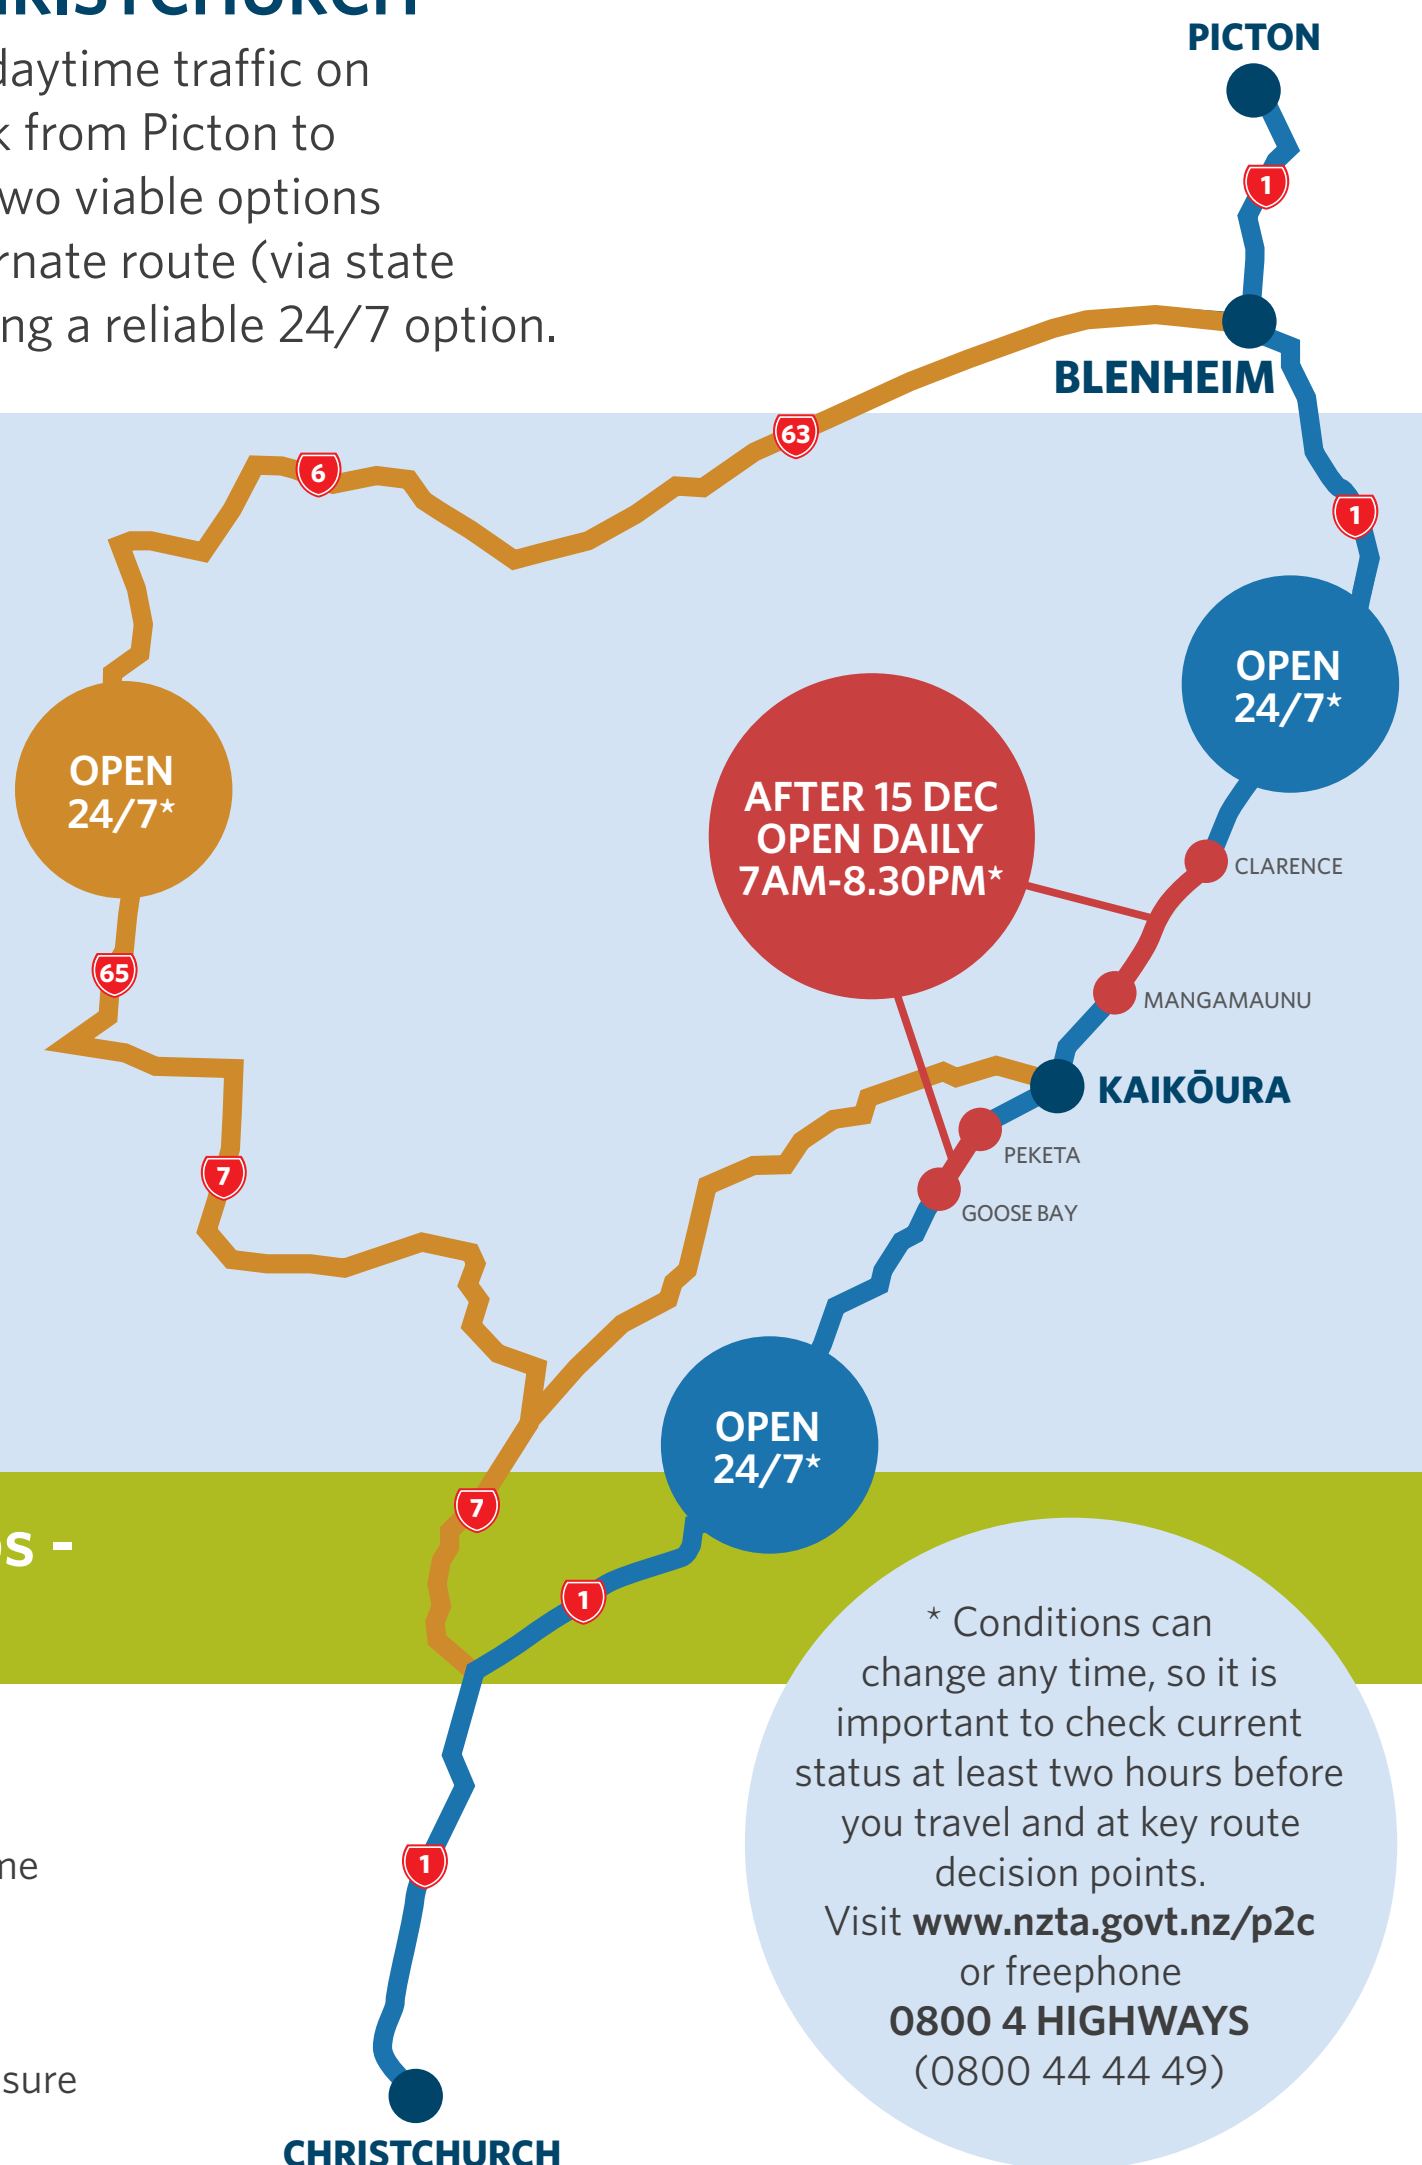 CHRISTCHURCH
daytime traffic on
from Picton to
two viable options
ernate route (via state
ng a reliable 24/7 option.
PICTON
1
BLENHEIM
63
6
1
OPEN
24/7*
OPEN
24/7*
AFTER 15 DEC
OPEN DAILY
7AM-8.30PM*
CLARENCE
65
MANGAMAUNU
KAIKŌURA
PEKETA
7
GOOSE BAY
OPEN
24/7*
7
s -
1
* Conditions can
change any time, so it is
important to check current
status at least two hours before
you travel and at key route
decision points.
Visit www.nzta.govt.nz/p2c
or freephone
0800 4 HIGHWAYS
(0800 44 44 49)
1
me
sure
CHRISTCHURCH